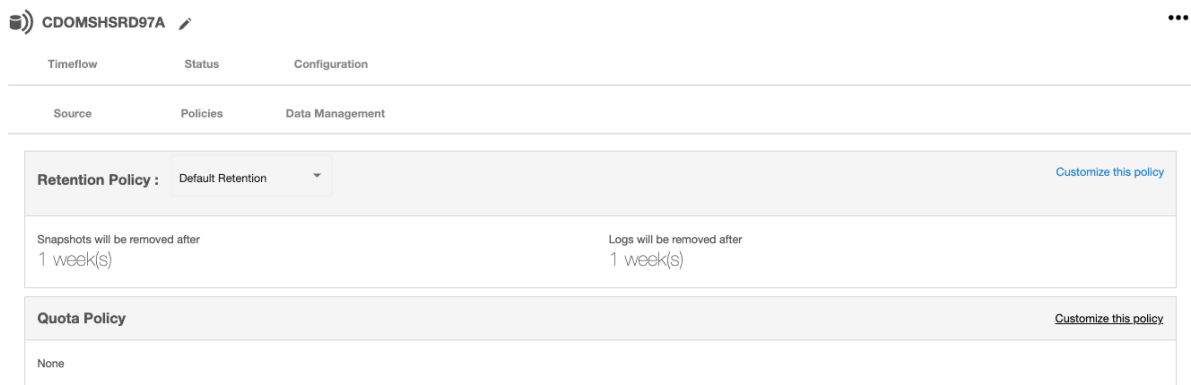 CDOMSHSRD97A
Timeflow Status Configuration
Source Policies Data Management
Retention Policy : Default Retention Customize this policy
Snapshots will be removed after Logs will be removed after
1 week(s) 1 week(s)
Quota Policy Customize this policy
None